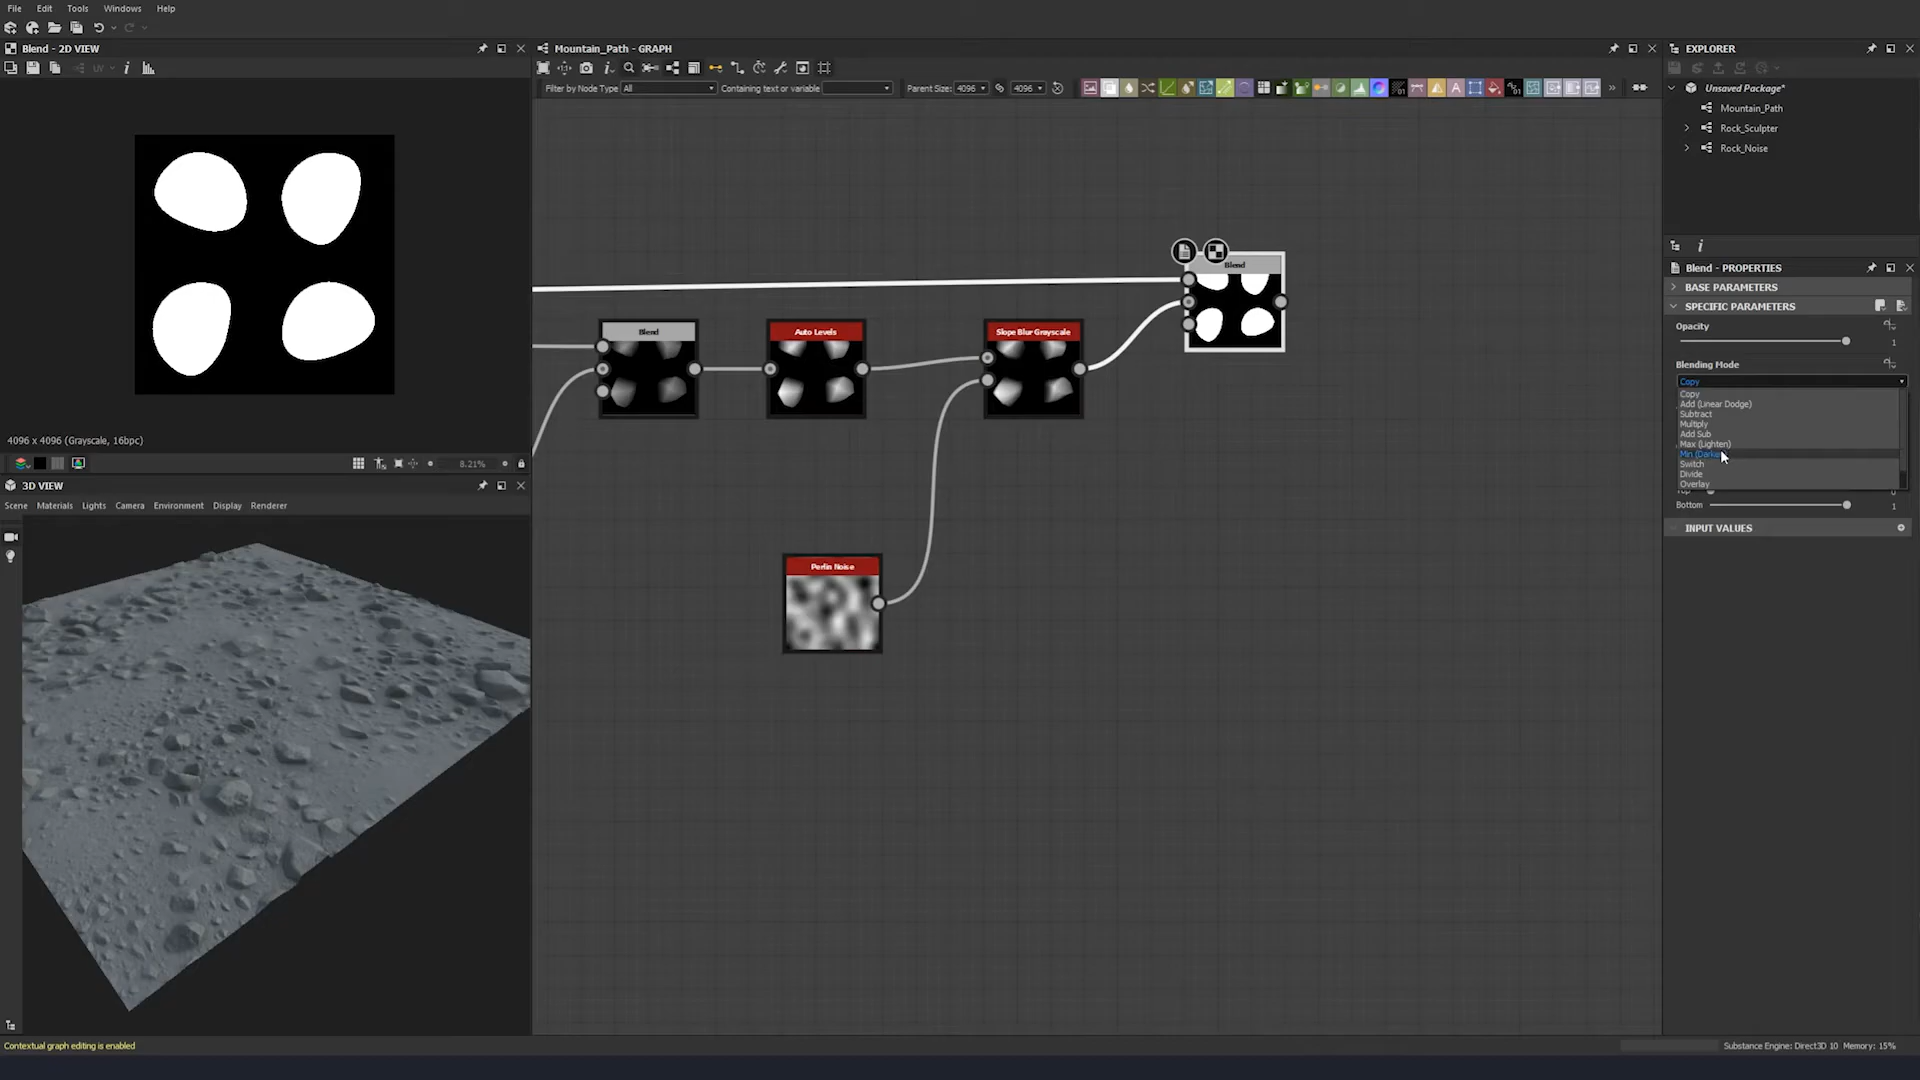 File Edit Tools Windows Help
Blend - 2D VIEW
UV
4096 x 4096 (Grayscale, 16bpc)
8.21%
3D VIEW
Scene Materials Lights Camera Environment Display Renderer
Contextual graph editing is enabled
Mountain_Path - GRAPH
Filter by Node Type All Containing text or variable Parent Size: 4096 4096
Blend
Blend
Auto Levels
Slope Blur Grayscale
Perlin Noise
EXPLORER
Unsaved Package*
Mountain_Path
Rock_Sculpter
Rock_Noise
Blend - PROPERTIES
BASE PARAMETERS
SPECIFIC PARAMETERS
Opacity
1
Blending Mode
Copy
Copy
Add (Linear Dodge)
Subtract
Multiply
Add Sub
Max (Lighten)
Min (Darken)
Switch
Divide
Overlay
Bottom 1
INPUT VALUES
Substance Engine: Direct3D 10 Memory: 15%